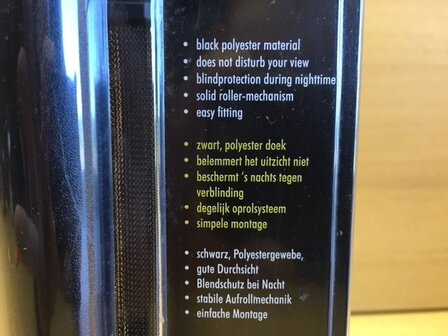 • black polyester material
• does not disturb your view
• blindprotection during nighttime
• solid roller-mechanism
• easy fitting
• zwart, polyester doek
• belemmert het uitzicht niet
• beschermt 's nachts tegen
verblinding
• degelijk oprolsysteem
• simpele montage
• schwarz, Polyestergewebe,
• gute Durchsicht
• Blendschutz bei Nacht
• stabile Aufrollmechanik
• einfache Montage